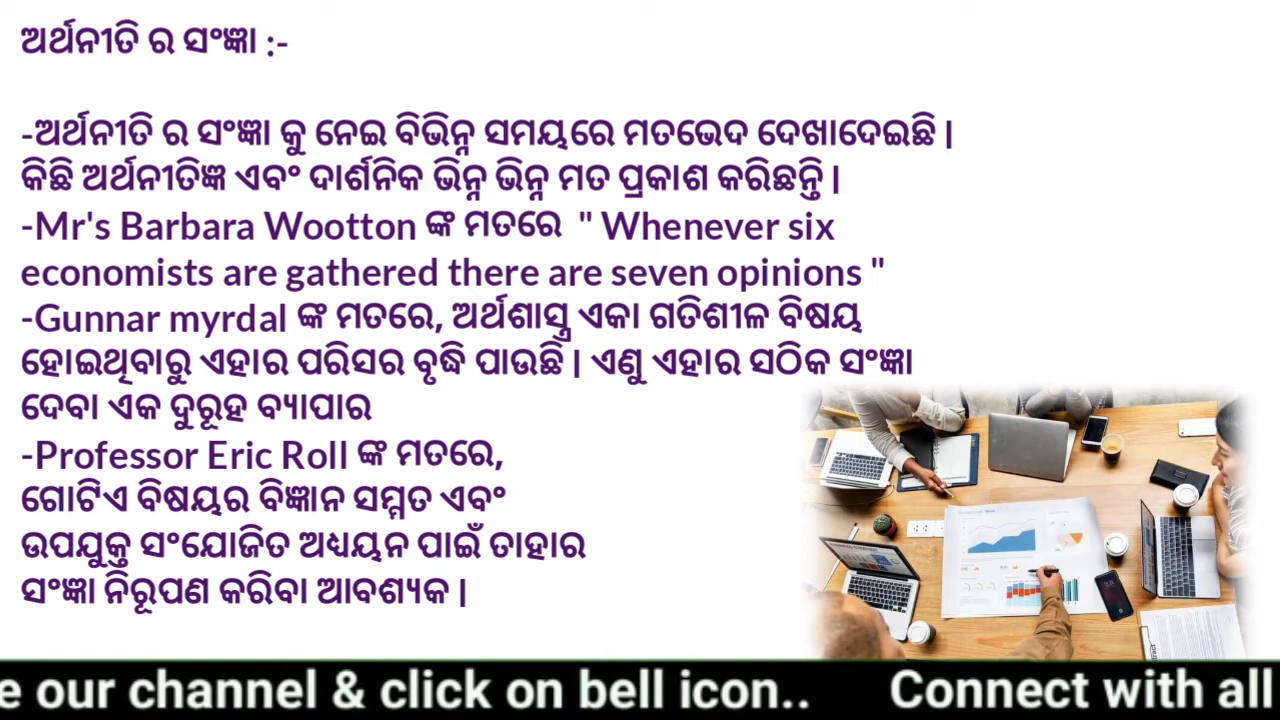 ଅର୍ଥନୀତି ର ସଂଜ୍ଞା :-
-ଅର୍ଥନୀତି ର ସଂଜ୍ଞା କୁ ନେଇ ବିଭିନ୍ନ ସମୟରେ ମତଭେଦ ଦେଖାଦେଇଛି |
କିଛି ଅର୍ଥନୀତିଜ୍ଞ ଏବଂ ଦାର୍ଶନିକ ଭିନ୍ନ ଭିନ୍ନ ମତ ପ୍ରକାଶ କରିଛନ୍ତି |
-Mr's Barbara Wootton ଙ୍କ ମତରେ " Whenever six
economists are gathered there are seven opinions "
-Gunnar myrdal ଙ୍କ ମତରେ, ଅର୍ଥଶାସ୍ତ୍ର ଏକା ଗତିଶୀଳ ବିଷୟ
ହୋଇଥିବାରୁ ଏହାର ପରିସର ବୃଦ୍ଧି ପାଉଛି | ଏଣୁ ଏହାର ସଠିକ ସଂଜ୍ଞା
ଦେବା ଏକ ଦୁରୂହ ବ୍ୟାପାର
-Professor Eric Roll ଙ୍କ ମତରେ,
ଗୋଟିଏ ବିଷୟର ବିଜ୍ଞାନ ସମ୍ମତ ଏବଂ
ଉପଯୁକ୍ତ ସଂଯୋଜିତ ଅଧ୍ୟୟନ ପାଇଁ ତାହାର
ସଂଜ୍ଞା ନିରୂପଣ କରିବା ଆବଶ୍ୟକ |
e our channel & click on bell icon.. Connect with all